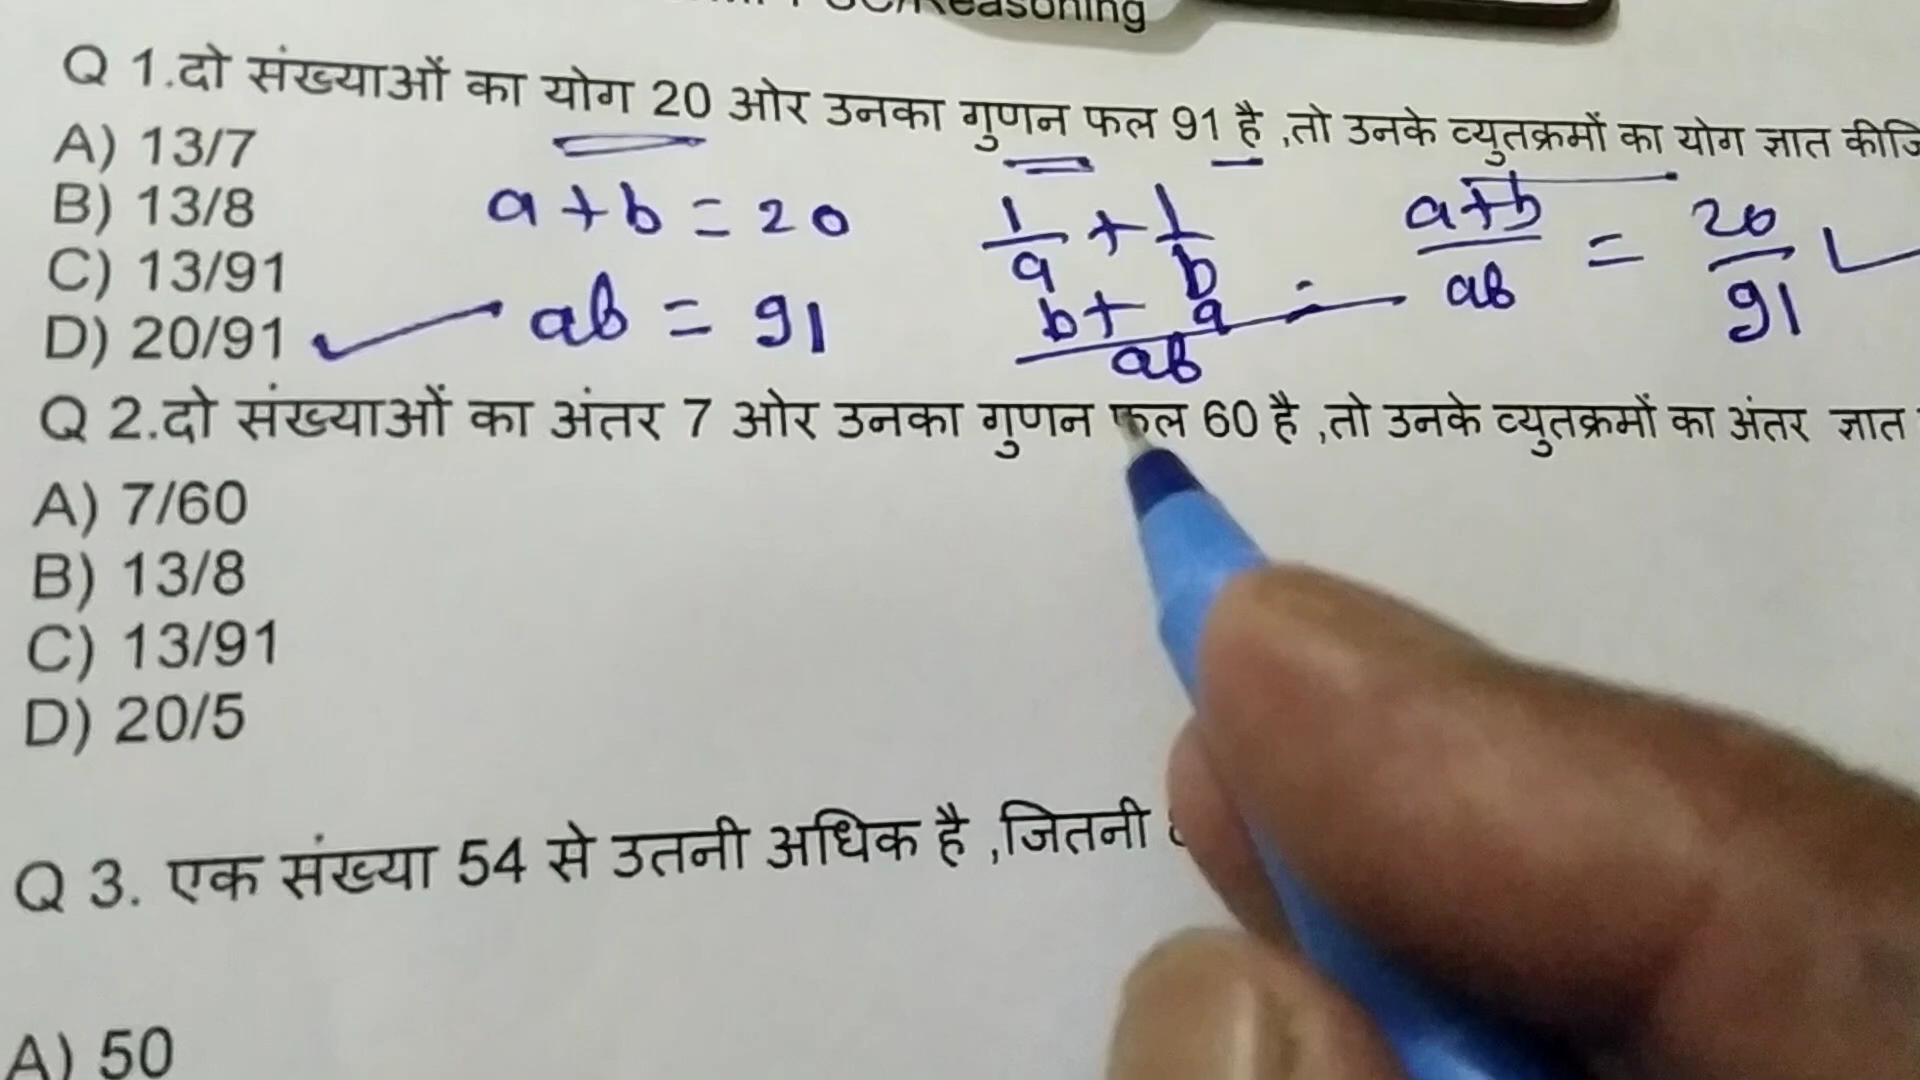 Reasoning
Q 1.दो संख्याओं का योग 20 ओर उनका गुणन फल 91 है ,तो उनके व्युतक्रमों का योग ज्ञात
A) 13/7
B) 13/8
C) 13/91
D) 20/91
a + b = 20
ab = 91
1/a + 1/b
b + a / ab = a+b / ab = 20/91
Q 2.दो संख्याओं का अंतर 7 ओर उनका गुणन फल 60 है ,तो उनके व्युतक्रमों का अंतर ज्ञात
A) 7/60
B) 13/8
C) 13/91
D) 20/5
Q 3. एक संख्या 54 से उतनी अधिक है ,जितनी
A) 50